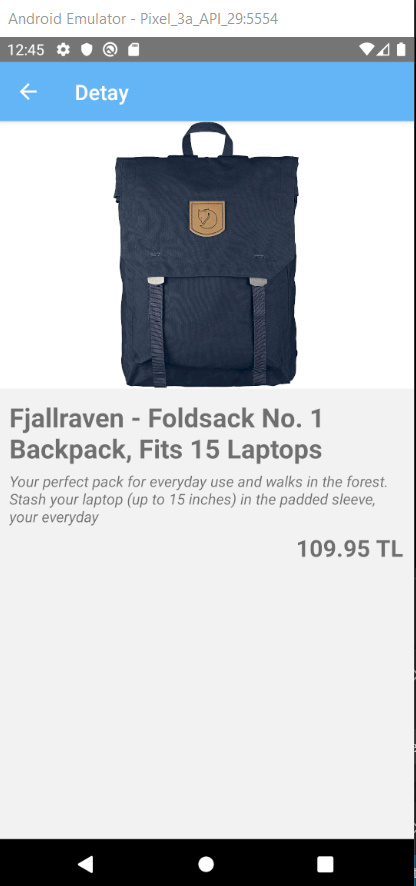 Android Emulator - Pixel_3a_API_29:5554
12:45
Detay
Fjallraven - Foldsack No. 1
Backpack, Fits 15 Laptops
Your perfect pack for everyday use and walks in the forest.
Stash your laptop (up to 15 inches) in the padded sleeve,
your everyday
109.95 TL